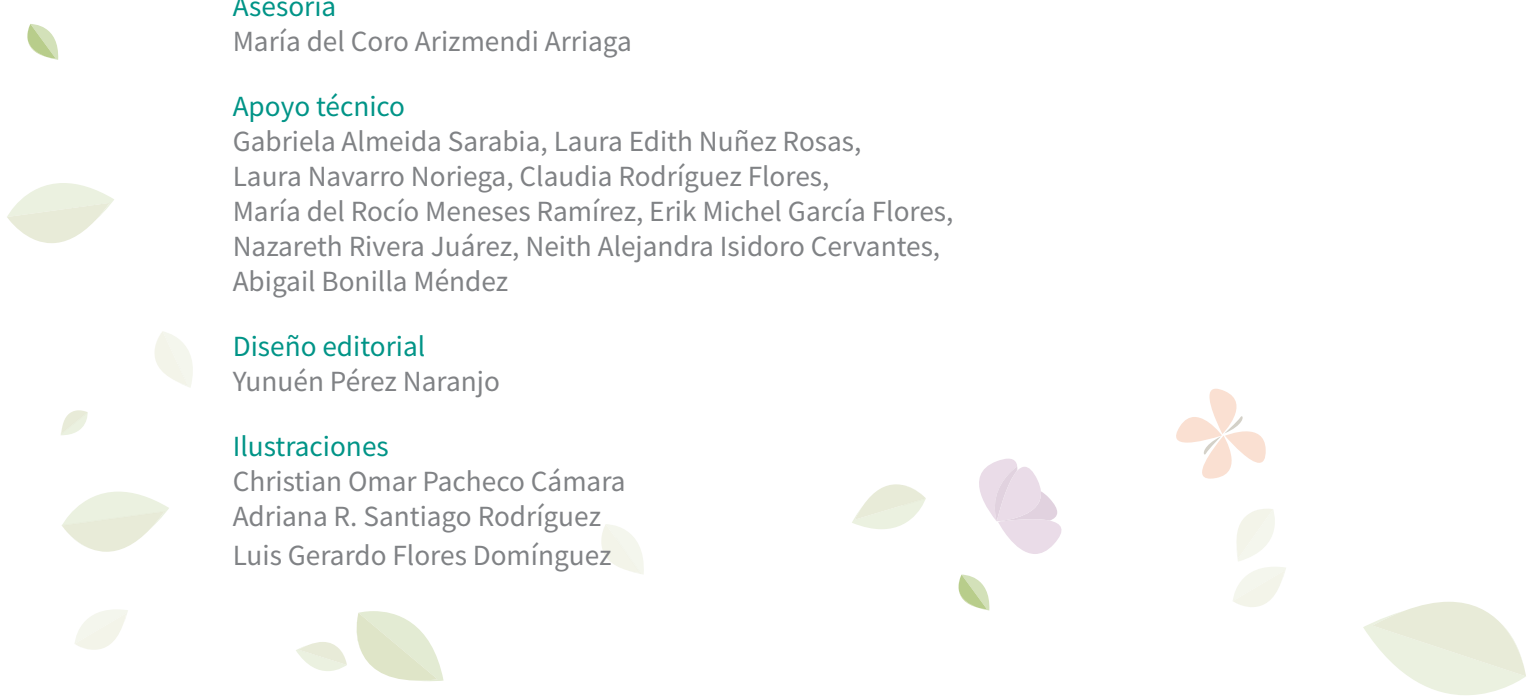 Asesoría
María del Coro Arizmendi Arriaga
Apoyo técnico
Gabriela Almeida Sarabia, Laura Edith Nuñez Rosas,
Laura Navarro Noriega, Claudia Rodríguez Flores,
María del Rocío Meneses Ramírez, Erik Michel García Flores,
Nazareth Rivera Juárez, Neith Alejandra Isidoro Cervantes,
Abigail Bonilla Méndez
Diseño editorial
Yunuén Pérez Naranjo
Ilustraciones
Christian Omar Pacheco Cámara
Adriana R. Santiago Rodríguez
Luis Gerardo Flores Domínguez